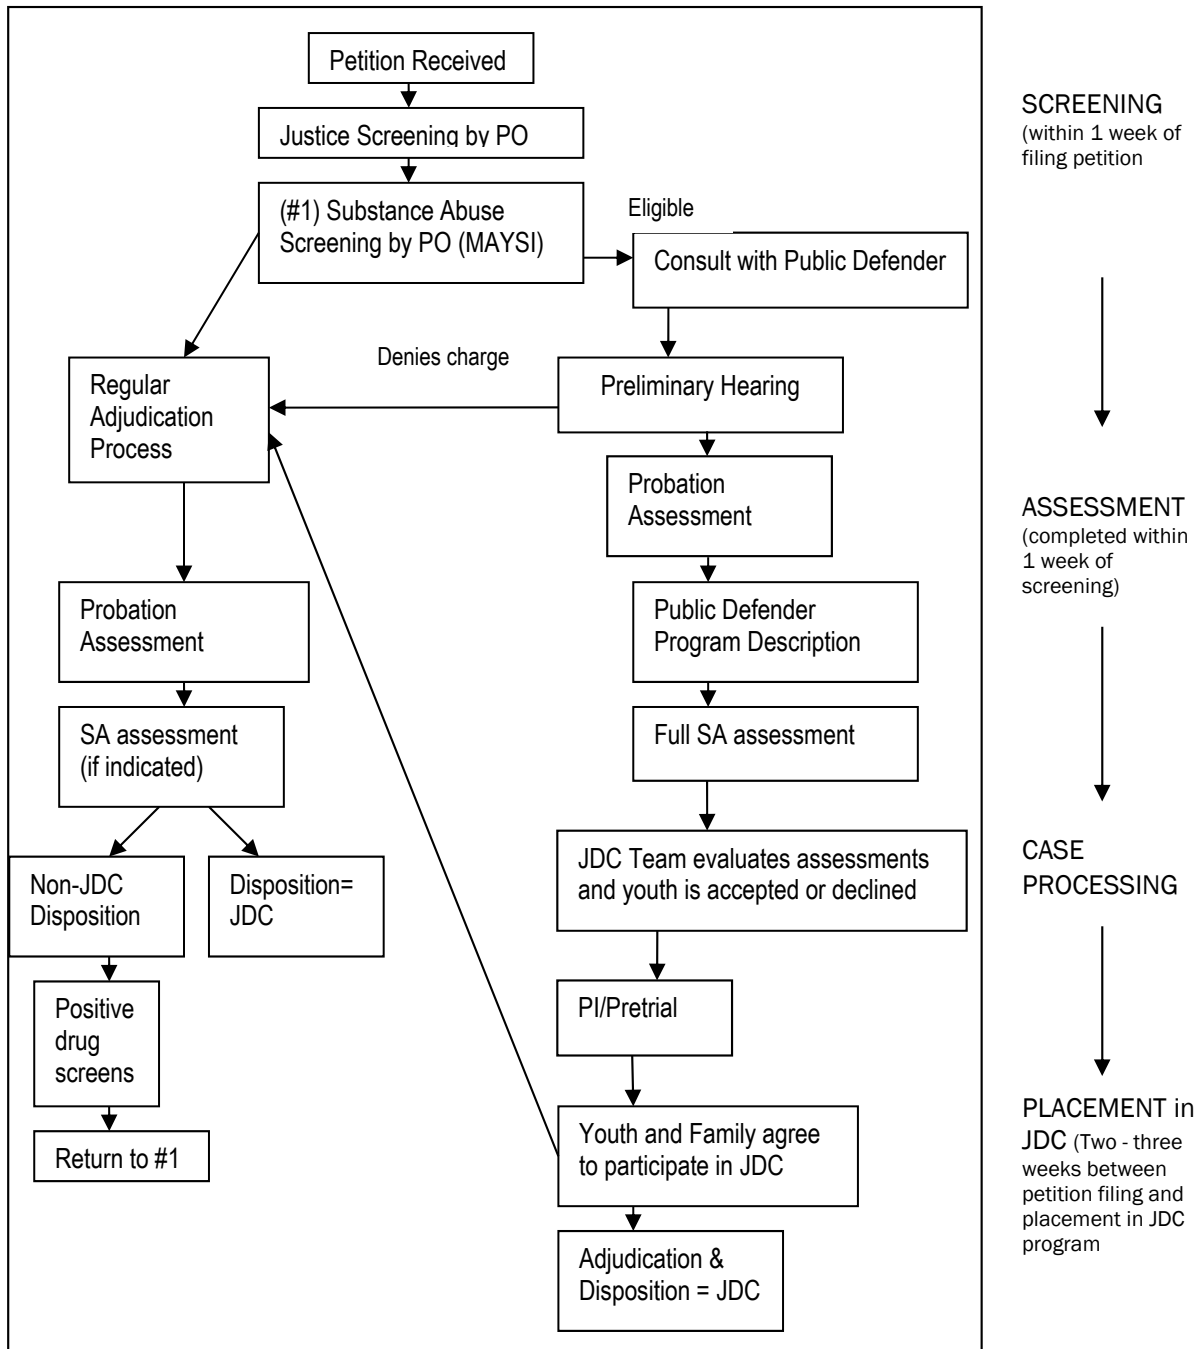 Petition Received
Justice Screening by PO
(#1) Substance Abuse
Screening by PO (MAYSI)
Eligible
Consult with Public Defender
Denies charge
Regular
Adjudication
Process
Preliminary Hearing
Probation
Assessment
Public Defender
Program Description
Full SA assessment
Probation
Assessment
SA assessment
(if indicated)
Non-JDC
Disposition
Disposition=
JDC
JDC Team evaluates assessments
and youth is accepted or declined
Positive
drug
screens
Return to #1
PI/Pretrial
Youth and Family agree
to participate in JDC
Adjudication &
Disposition = JDC
SCREENING
(within 1 week of
filing petition
ASSESSMENT
(completed within
1 week of
screening)
CASE
PROCESSING
PLACEMENT in
JDC (Two - three
weeks between
petition filing and
placement in JDC
program